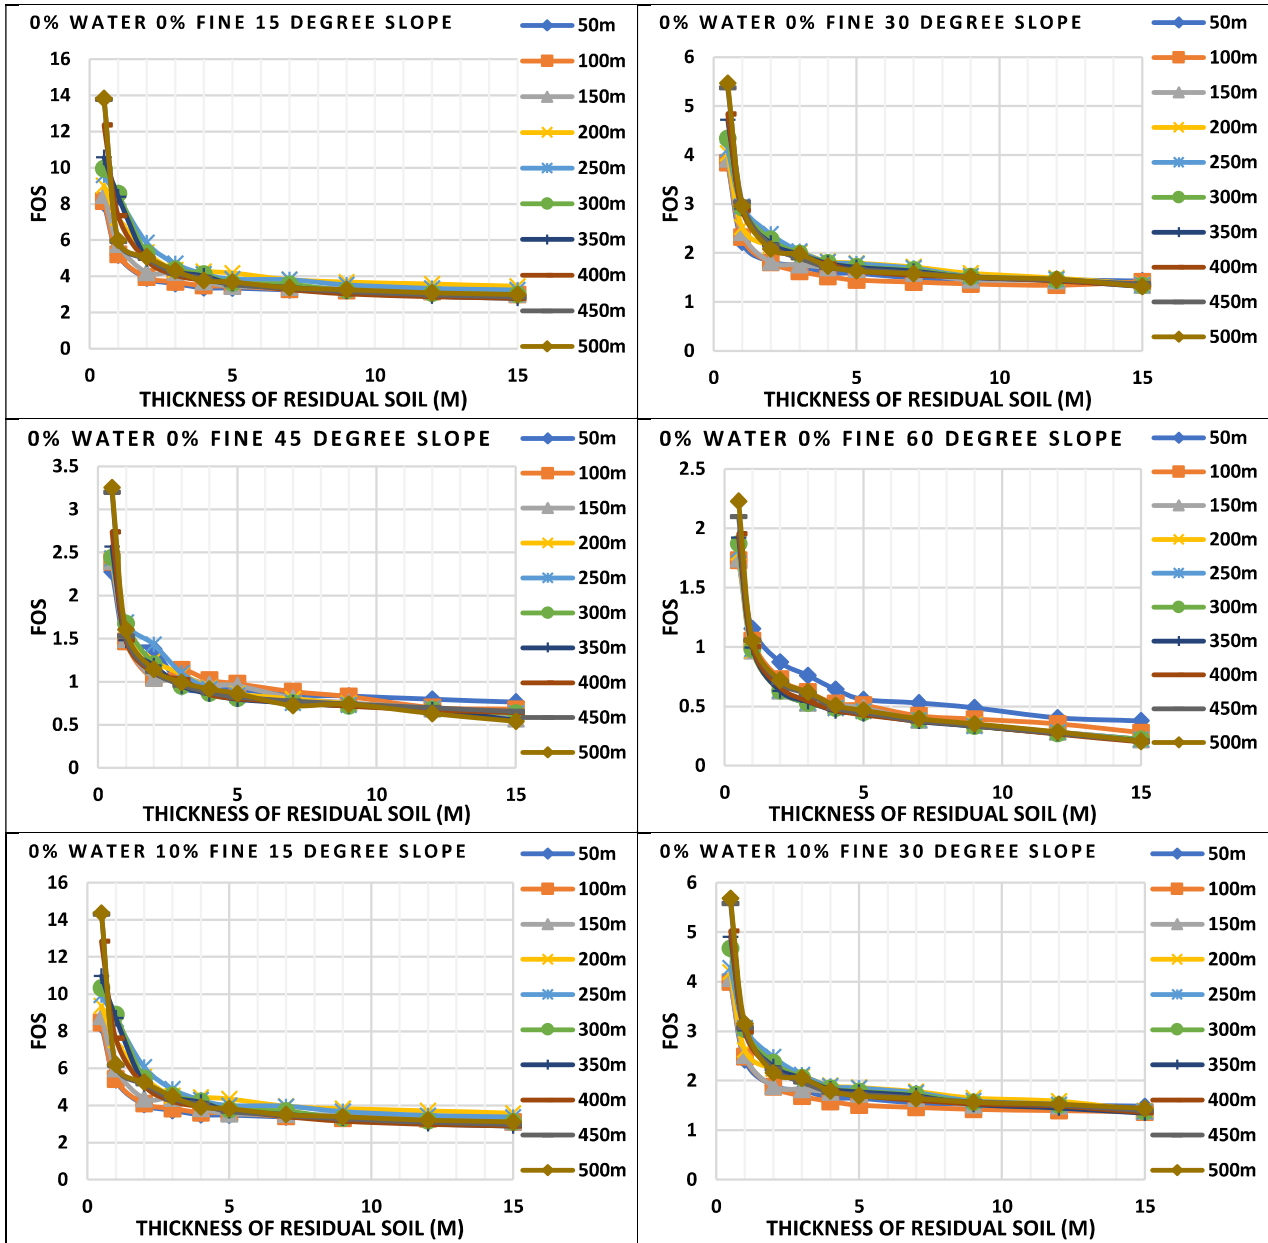 0% WATER 0% FINE 15 DEGREE SLOPE
16
14
12
10
8
6
4
2
0
FOS
0 5 10 15
THICKNESS OF RESIDUAL SOIL (M)
50m
100m
150m
200m
250m
300m
350m
400m
450m
500m
0% WATER 0% FINE 30 DEGREE SLOPE
6
5
4
3
2
1
0
FOS
0 5 10 15
THICKNESS OF RESIDUAL SOIL (M)
50m
100m
150m
200m
250m
300m
350m
400m
450m
500m
0% WATER 0% FINE 45 DEGREE SLOPE
3.5
3
2.5
2
1.5
1
0.5
0
FOS
0 5 10 15
THICKNESS OF RESIDUAL SOIL (M)
50m
100m
150m
200m
250m
300m
350m
400m
450m
500m
0% WATER 0% FINE 60 DEGREE SLOPE
2.5
2
1.5
1
0.5
0
FOS
0 5 10 15
THICKNESS OF RESIDUAL SOIL (M)
50m
100m
150m
200m
250m
300m
350m
400m
450m
500m
0% WATER 10% FINE 15 DEGREE SLOPE
16
14
12
10
8
6
4
2
0
FOS
0 5 10 15
THICKNESS OF RESIDUAL SOIL (M)
50m
100m
150m
200m
250m
300m
350m
400m
450m
500m
0% WATER 10% FINE 30 DEGREE SLOPE
6
5
4
3
2
1
0
FOS
0 5 10 15
THICKNESS OF RESIDUAL SOIL (M)
50m
100m
150m
200m
250m
300m
350m
400m
450m
500m